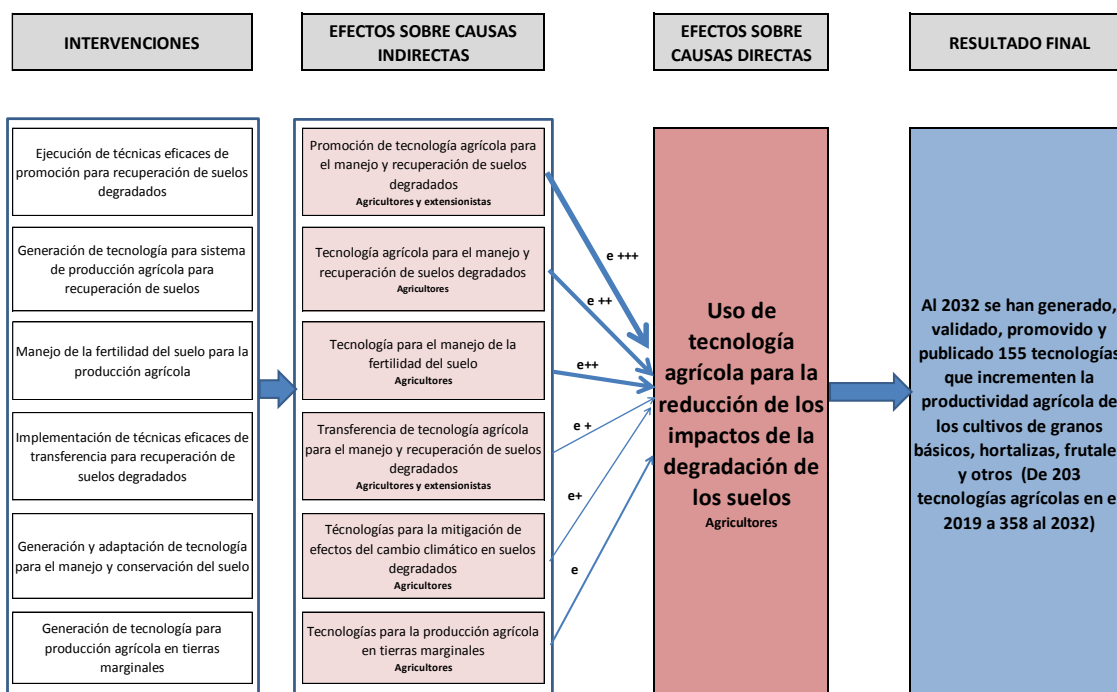 INTERVENCIONES
EFECTOS SOBRE CAUSAS
INDIRECTAS
EFECTOS SOBRE
CAUSAS DIRECTAS
RESULTADO FINAL
Ejecución de técnicas eficaces de
promoción para recuperación de suelos
degradados
Generación de tecnología para sistema
de producción agrícola para
recuperación de suelos
Manejo de la fertilidad del suelo para la
producción agrícola
Implementación de técnicas eficaces de
transferencia para recuperación de
suelos degradados
Generación y adaptación de tecnología
para el manejo y conservación del suelo
Generación de tecnología para
producción agrícola en tierras
marginales
Promoción de tecnología agrícola para
el manejo y recuperación de suelos
degradados
Agricultores y extensionistas
Tecnología agrícola para el manejo y
recuperación de suelos degradados
Agricultores
Tecnología para el manejo de la
fertilidad del suelo
Agricultores
Transferencia de tecnología agrícola
para el manejo y recuperación de suelos
degradados
Agricultores y extensionistas
Técnologías para la mitigación de
efectos del cambio climático en suelos
degradados
Agricultores
Tecnologías para la producción agrícola
en tierras marginales
Agricultores
e +++
e ++
e++
e +
e+
e
Uso de
tecnología
agrícola para la
reducción de los
impactos de la
degradación de
los suelos
Agricultores
Al 2032 se han generado,
validado, promovido y
publicado 155 tecnologías
que incrementen la
productividad agrícola de
los cultivos de granos
básicos, hortalizas, frutale
y otros (De 203
tecnologías agrícolas en e
2019 a 358 al 2032)